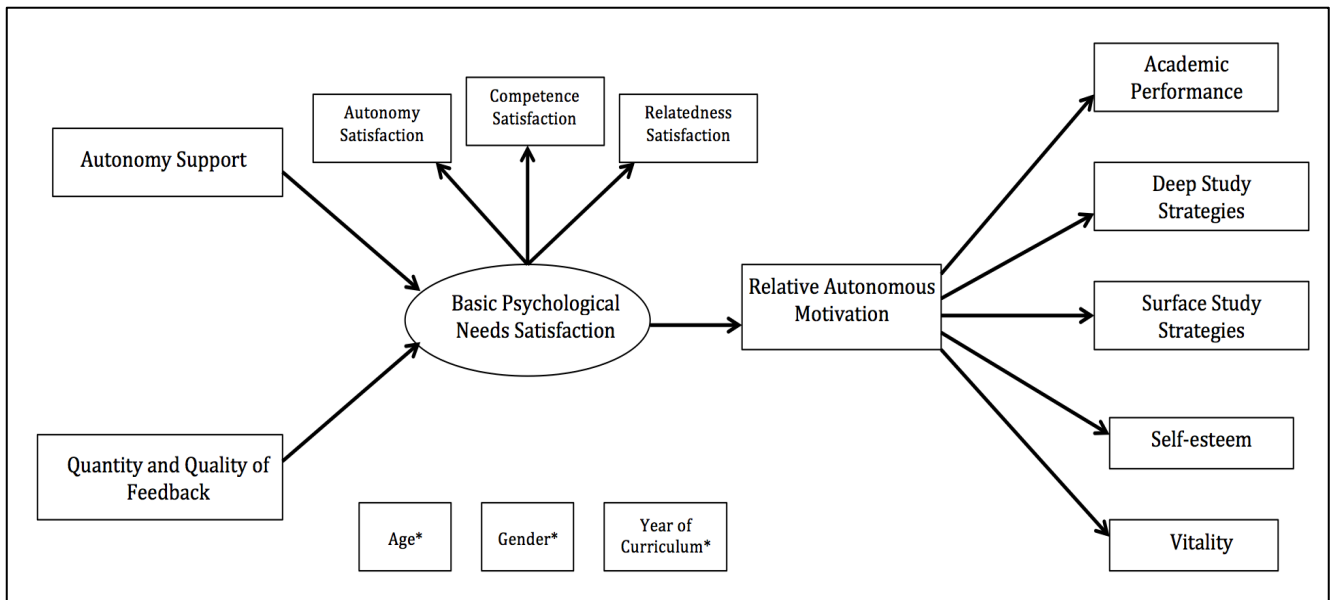 Autonomy Support
Quantity and Quality of
Feedback
Autonomy
Satisfaction
Competence
Satisfaction
Relatedness
Satisfaction
Basic Psychological
Needs Satisfaction
Age*
Gender*
Year of
Curriculum*
Relative Autonomous
Motivation
Academic
Performance
Deep Study
Strategies
Surface Study
Strategies
Self-esteem
Vitality